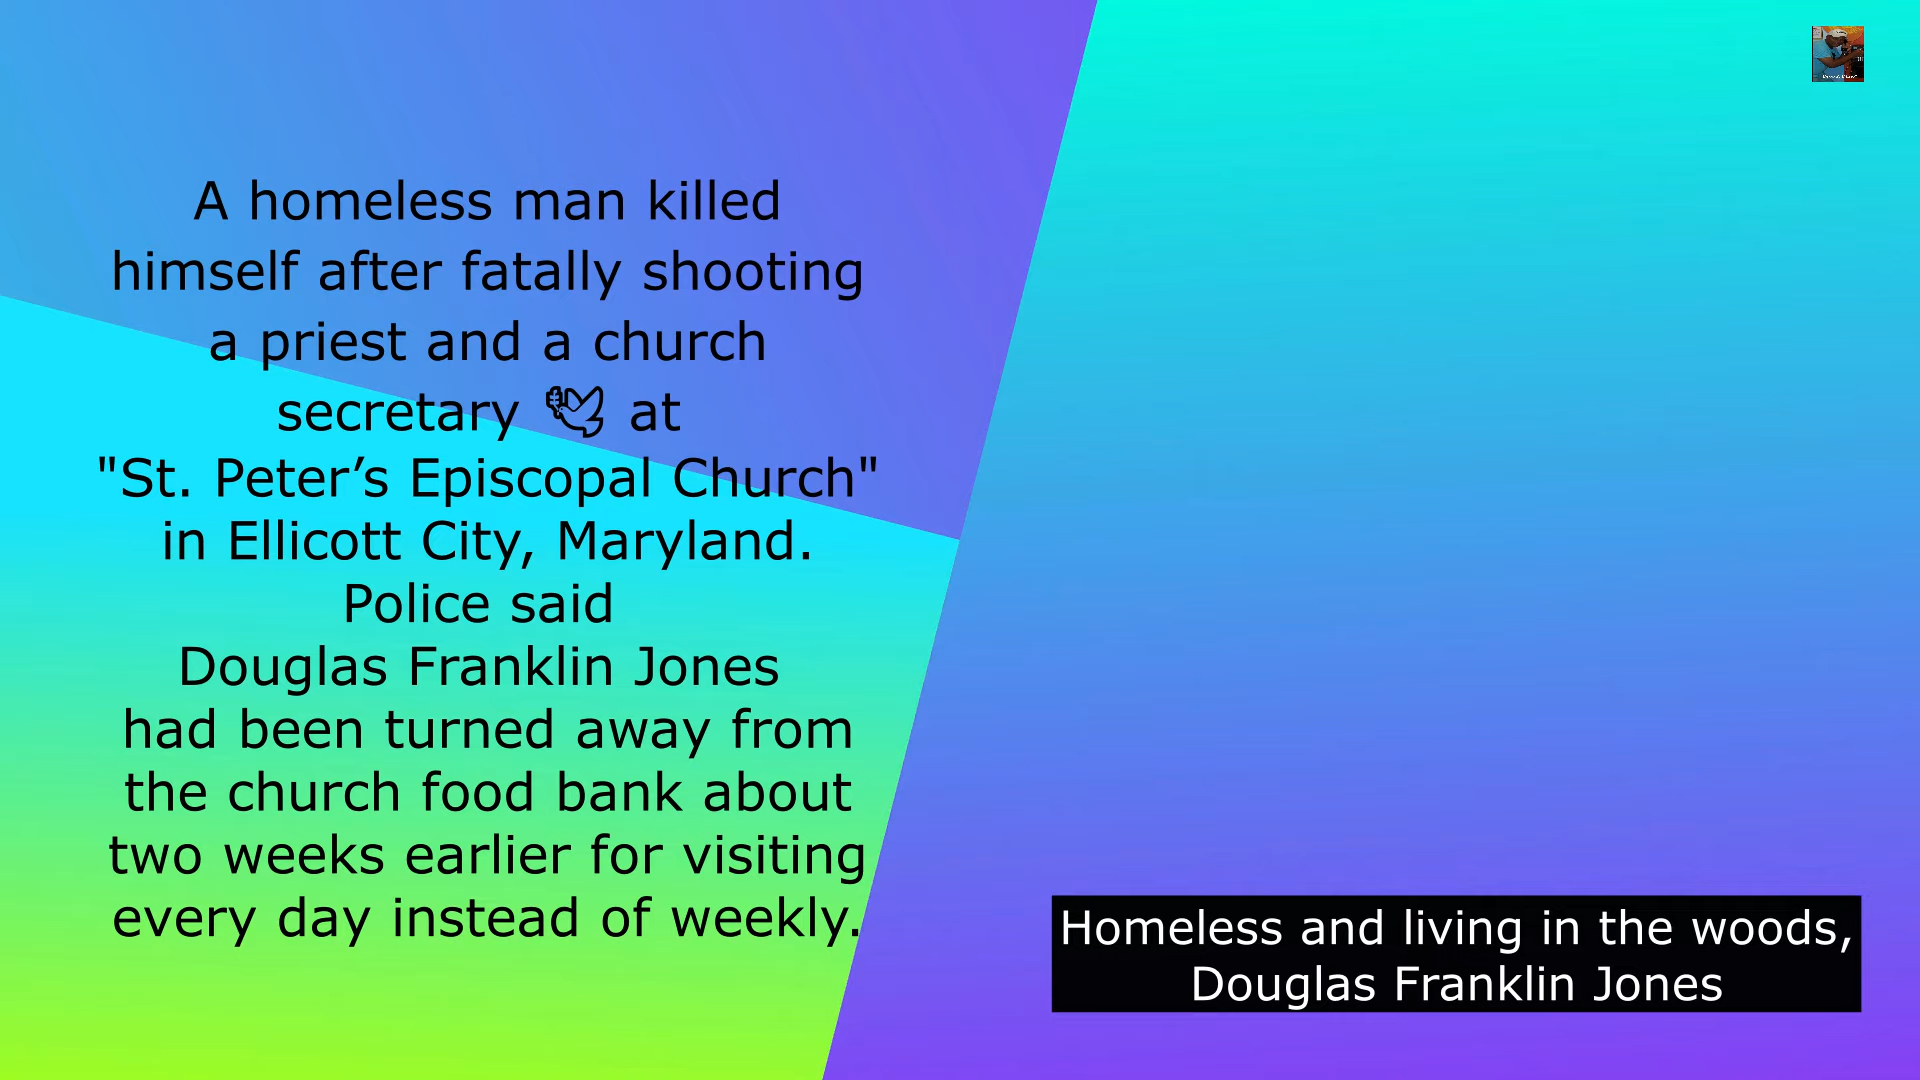 A homeless man killed
himself after fatally shooting
a priest and a church
secretary 🕊 at
"St. Peter’s Episcopal Church"
in Ellicott City, Maryland.
Police said
Douglas Franklin Jones
had been turned away from
the church food bank about
two weeks earlier for visiting
every day instead of weekly.
Homeless and living in the woods,
Douglas Franklin Jones